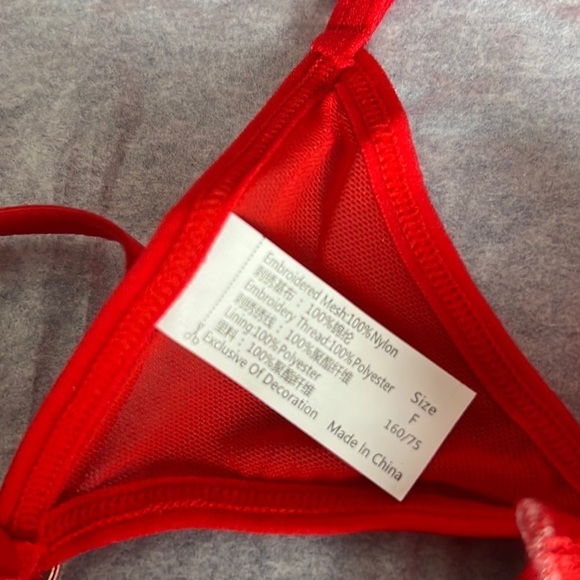 Embroidered Mesh:100%Nylon
刺绣基布：100%锦纶
Embroidery Thread:100%Polyester
刺绣绣线：100%聚酯纤维
Lining:100%Polyester
里料：100%聚酯纤维
Exclusive Of Decoration
Size
F
160/75
Made In China